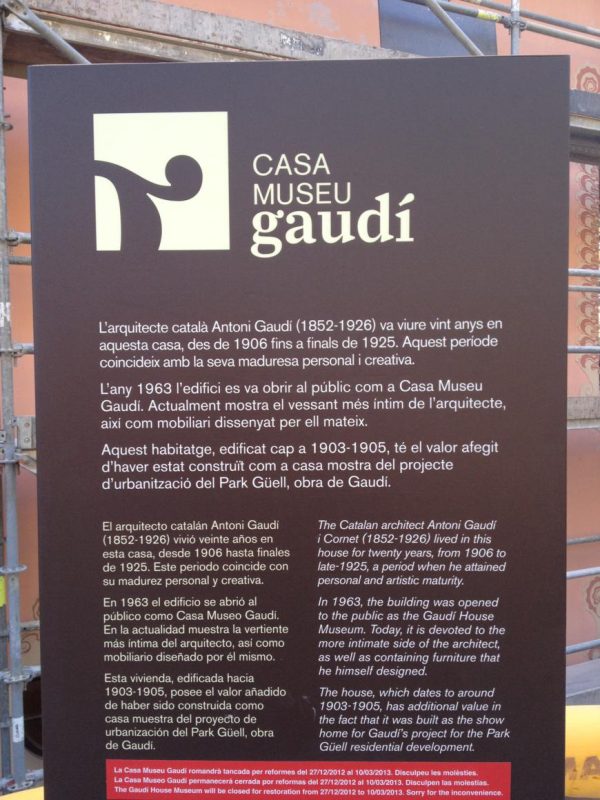 CASA
MUSEU
gaudí
L'arquitecte català Antoni Gaudí (1852-1926) va viure vint anys en
aquesta casa, des de 1906 fins a finals de 1925. Aquest període
coincideix amb la seva maduresa personal i creativa.
L'any 1963 l'edifici es va obrir al públic com a Casa Museu
Gaudí. Actualment mostra el vessant més íntim de l'arquitecte,
així com mobiliari dissenyat per ell mateix.
Aquest habitatge, edificat cap a 1903-1905, té el valor afegit
d'haver estat construït com a casa mostra del projecte
d'urbanització del Park Güell, obra de Gaudí.
El arquitecto catalán Antoni Gaudí
(1852-1926) vivió veinte años en
esta casa, desde 1906 hasta finales
de 1925. Este periodo coincide con
su madurez personal y creativa.
En 1963 el edificio se abrió al
público como Casa Museo Gaudí.
En la actualidad muestra la vertiente
más íntima del arquitecto, así como
mobiliario diseñado por él mismo.
Esta vivienda, edificada hacia
1903-1905, posee el valor añadido
de haber sido construida como
casa muestra del proyecto de
urbanización del Park Güell, obra
de Gaudí.
The Catalan architect Antoni Gaudí
i Cornet (1852-1926) lived in this
house for twenty years, from 1906 to
late-1925, a period when he attained
personal and artistic maturity.
In 1963, the building was opened
to the public as the Gaudí House
Museum. Today, it is devoted to the
more intimate side of the architect,
as well as containing furniture that
he himself designed.
The house, which dates to around
1903-1905, has additional value in
the fact that it was built as the show
home for Gaudí's project for the Park
Güell residential development.
La Casa Museu Gaudí romandrà tancada per reformes del 27/12/2012 al 10/03/2013. Disculpeu les molèsties.
La Casa Museo Gaudí permanecerá cerrada por reformas del 27/12/2012 al 10/03/2013. Disculpen las molestias.
The Gaudí House Museum will be closed for restoration from 27/12/2012 to 10/03/2013. Sorry for the inconvenience.